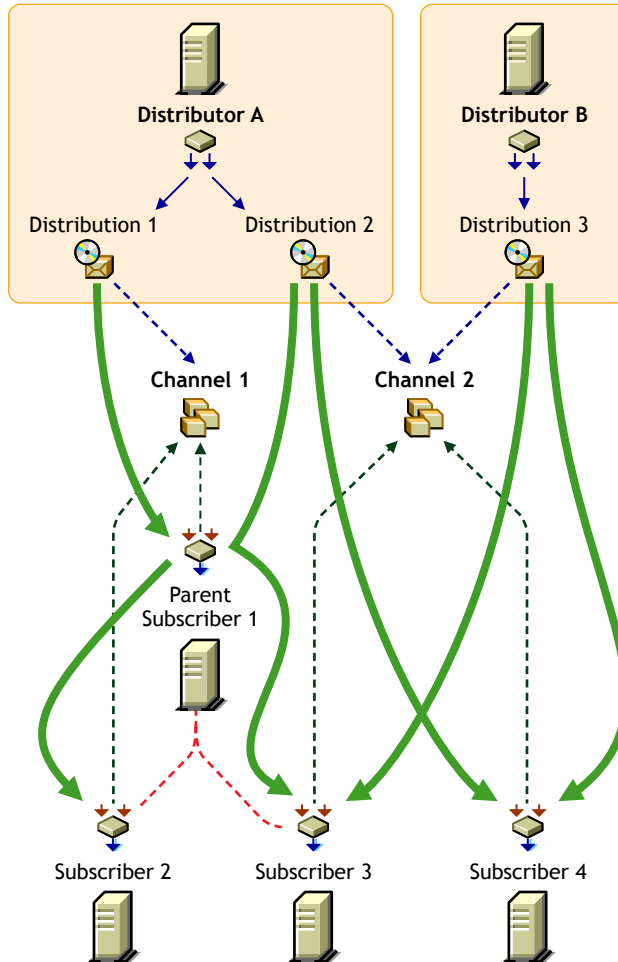 Distributor A
Distributor B
Distribution 1
Distribution 2
Distribution 3
Channel 1
Channel 2
Parent
Subscriber 1
Subscriber 2
Subscriber 3
Subscriber 4